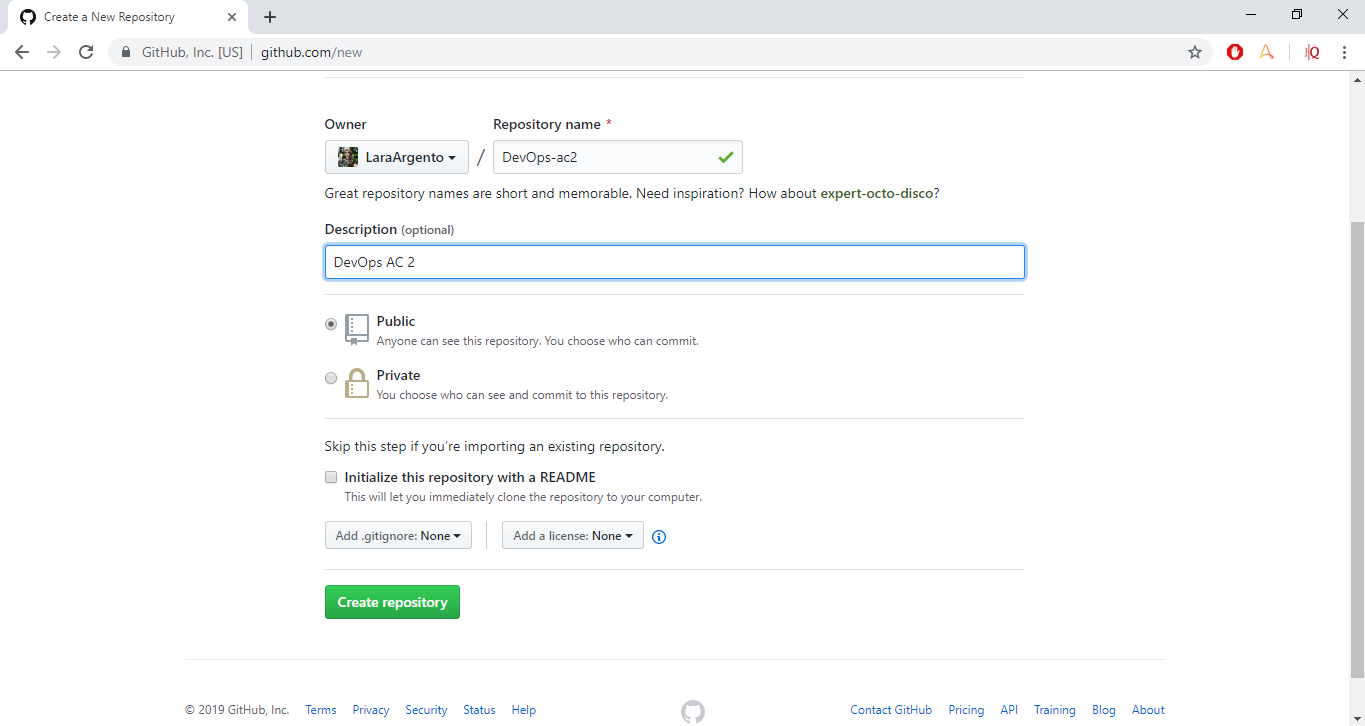 Create a New Repository
GitHub, Inc. [US] | github.com/new
Owner
Repository name *
LaraArgento / DevOps-ac2
Great repository names are short and memorable. Need inspiration? How about expert-octo-disco?
Description (optional)
DevOps AC 2
Public
Anyone can see this repository. You choose who can commit.
Private
You choose who can see and commit to this repository.
Skip this step if you're importing an existing repository.
Initialize this repository with a README
This will let you immediately clone the repository to your computer.
Add .gitignore: None
Add a license: None
Create repository
© 2019 GitHub, Inc. Terms Privacy Security Status Help Contact GitHub Pricing API Training Blog About